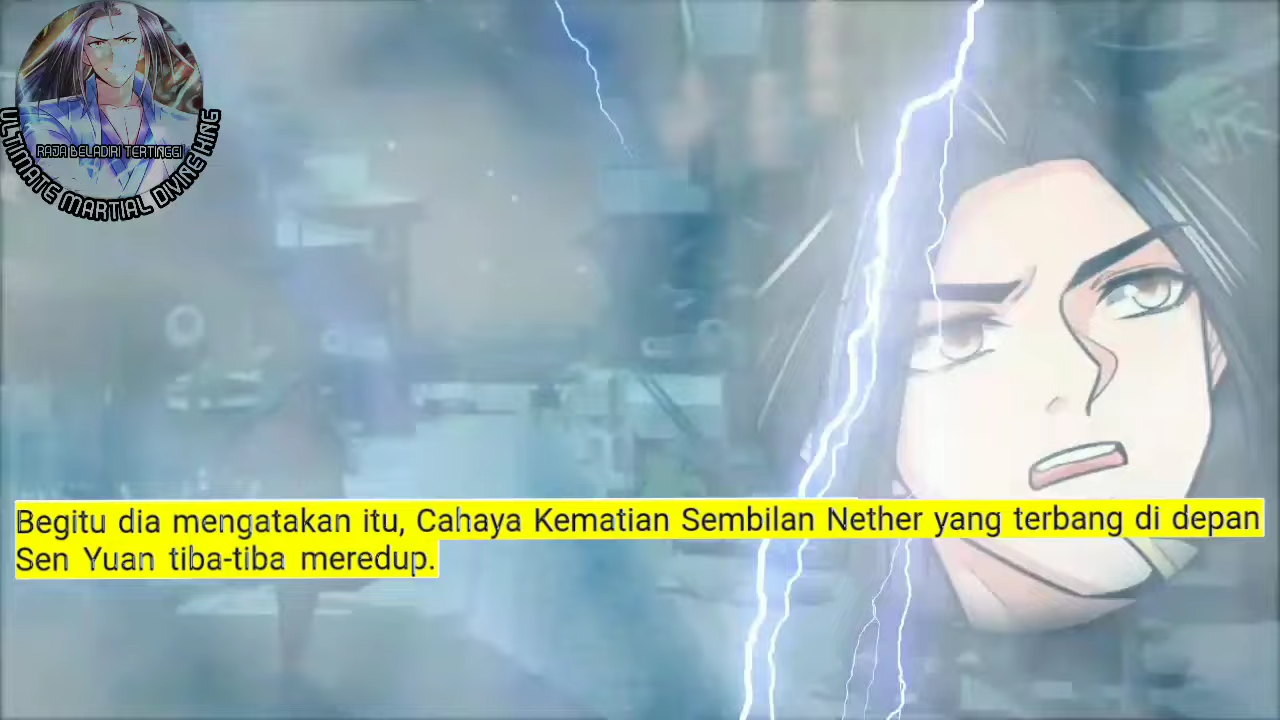 RAJA BELADIRI TERTINGGI
ULTIMATE MARTIAL DIVINE KING
Begitu dia mengatakan itu, Cahaya Kematian Sembilan Nether yang terbang di depan
Sen Yuan tiba-tiba meredup.